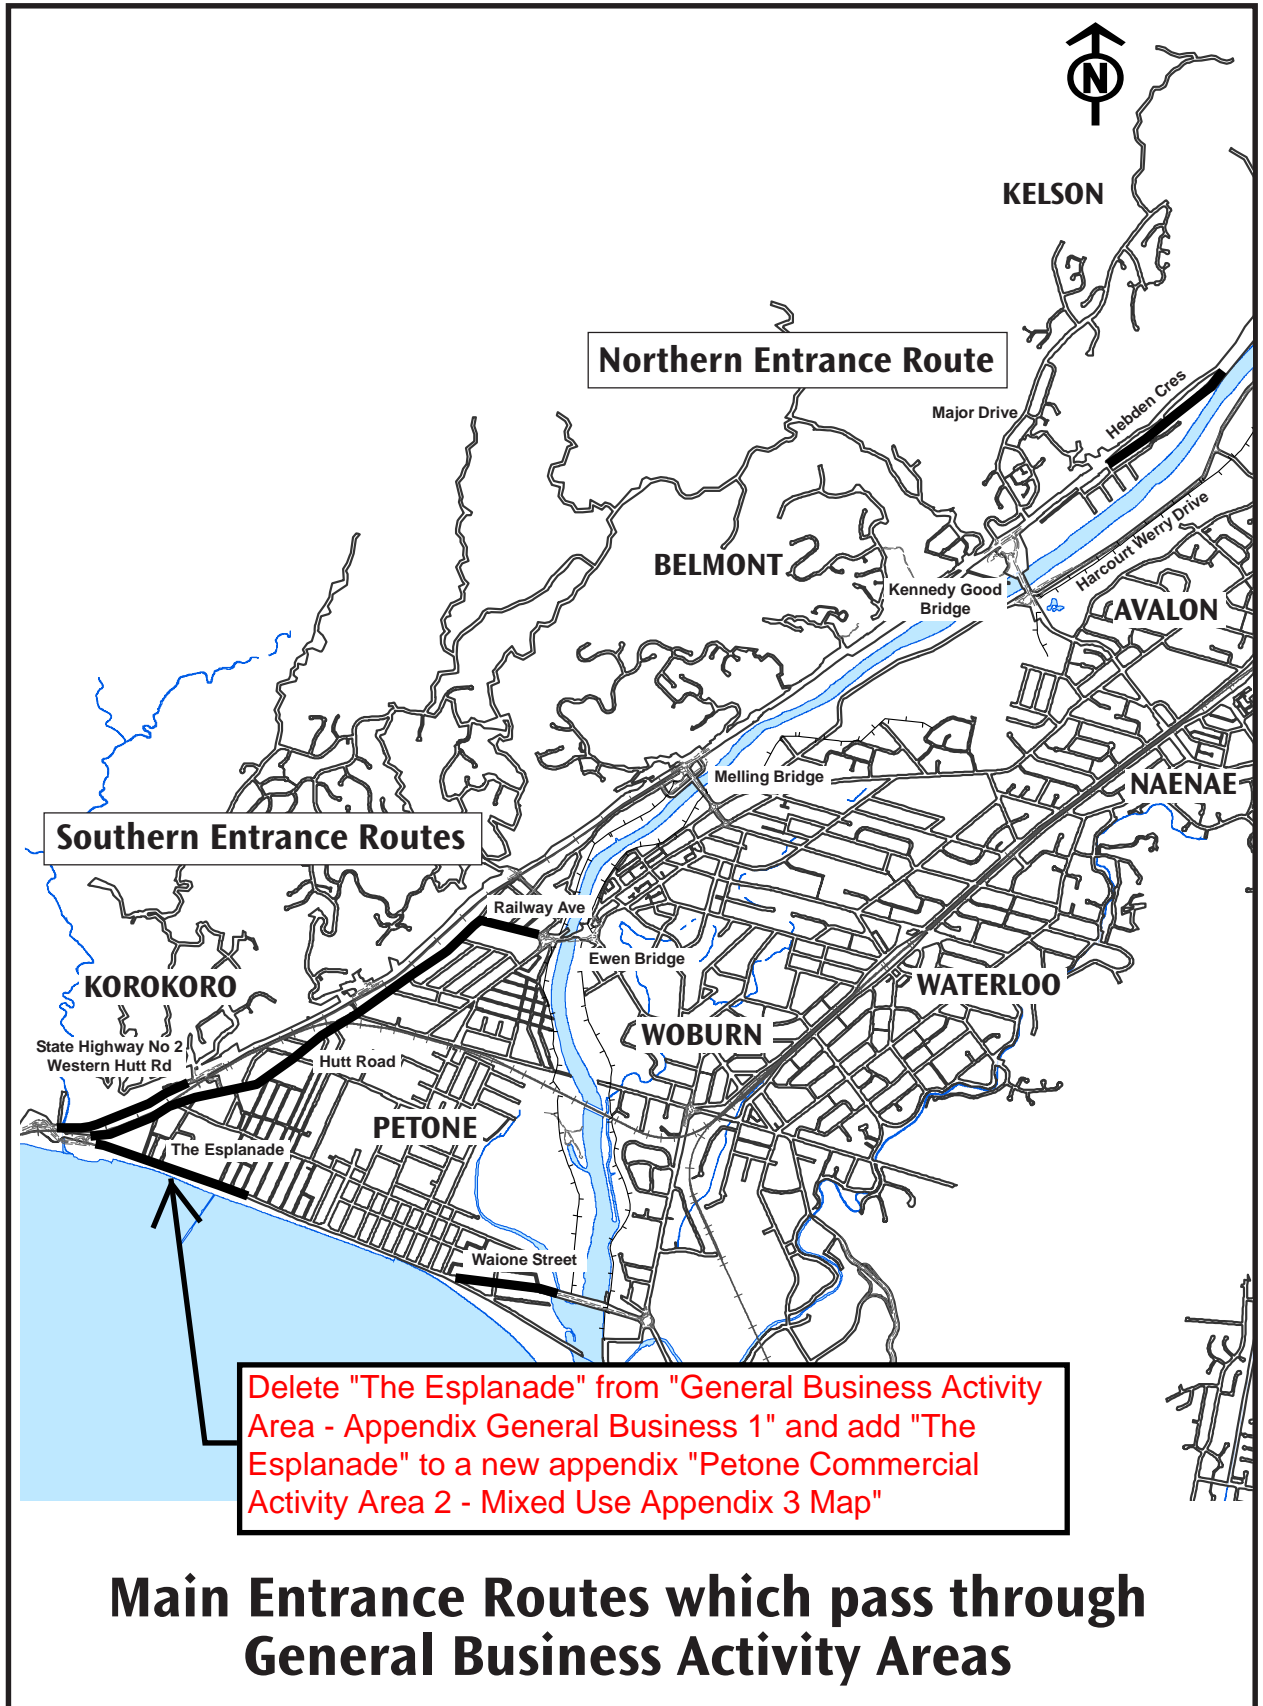 N
KELSON
Northern Entrance Route
Major Drive
Hebden Cres
Harcourt Werry Drive
BELMONT
Kennedy Good
Bridge
AVALON
Melling Bridge
NAENAE
Southern Entrance Routes
Railway Ave
Ewen Bridge
KOROKORO
WATERLOO
WOBURN
State Highway No 2
Western Hutt Rd
Hutt Road
PETONE
The Esplanade
Waione Street
Delete "The Esplanade" from "General Business Activity
Area - Appendix General Business 1" and add "The
Esplanade" to a new appendix "Petone Commercial
Activity Area 2 - Mixed Use Appendix 3 Map"
Main Entrance Routes which pass through
General Business Activity Areas